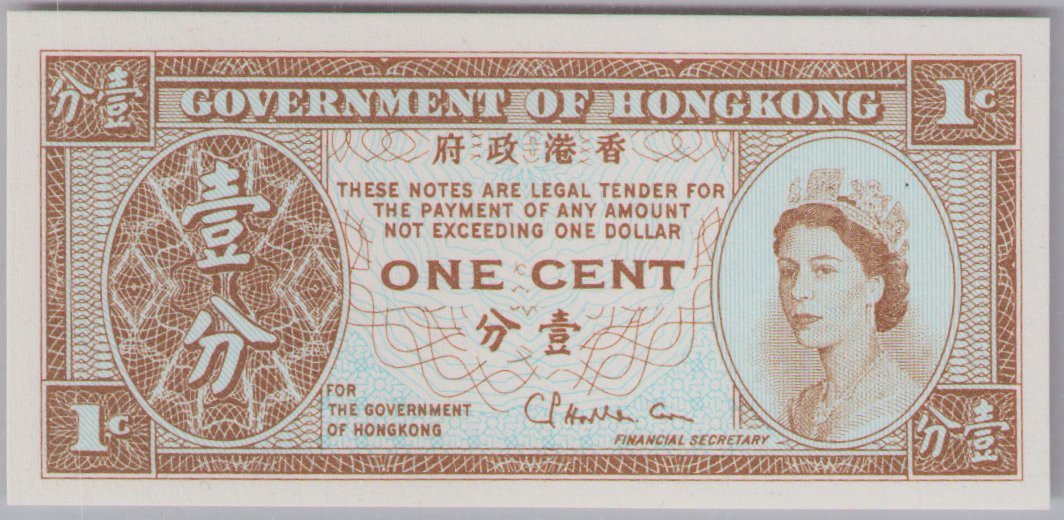 壹分
GOVERNMENT OF HONGKONG
1C
府政港香
THESE NOTES ARE LEGAL TENDER FOR
THE PAYMENT OF ANY AMOUNT
NOT EXCEEDING ONE DOLLAR
ONE CENT
分壹
壹分
FOR
THE GOVERNMENT
OF HONGKONG
FINANCIAL SECRETARY
1C
分壹